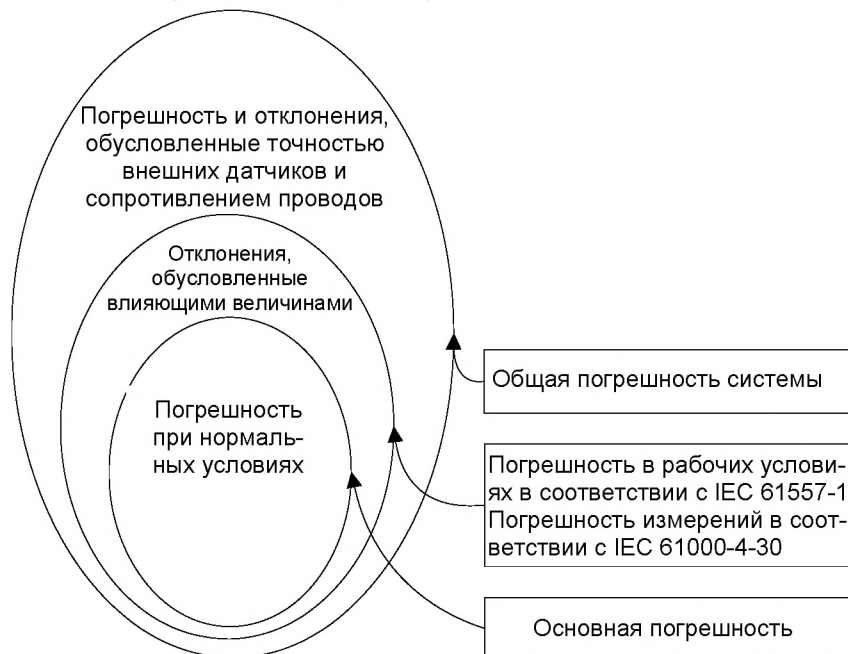 Погрешность и отклонения,
обусловленные точностью
внешних датчиков и
сопротивлением проводов
Отклонения,
обусловленные
влияющими величинами
Погрешность
при нормаль-
ных условиях
Общая погрешность системы
Погрешность в рабочих услови-
ях в соответствии с IEC 61557-1
Погрешность измерений в соот-
ветствии с IEC 61000-4-30
Основная погрешность